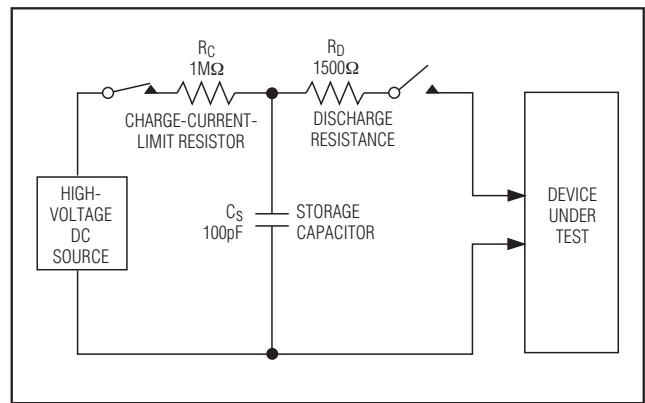 R_C
1MΩ
CHARGE-CURRENT-
LIMIT RESISTOR
R_D
1500Ω
DISCHARGE
RESISTANCE
HIGH-
VOLTAGE
DC
SOURCE
C_S
100pF
STORAGE
CAPACITOR
DEVICE
UNDER
TEST